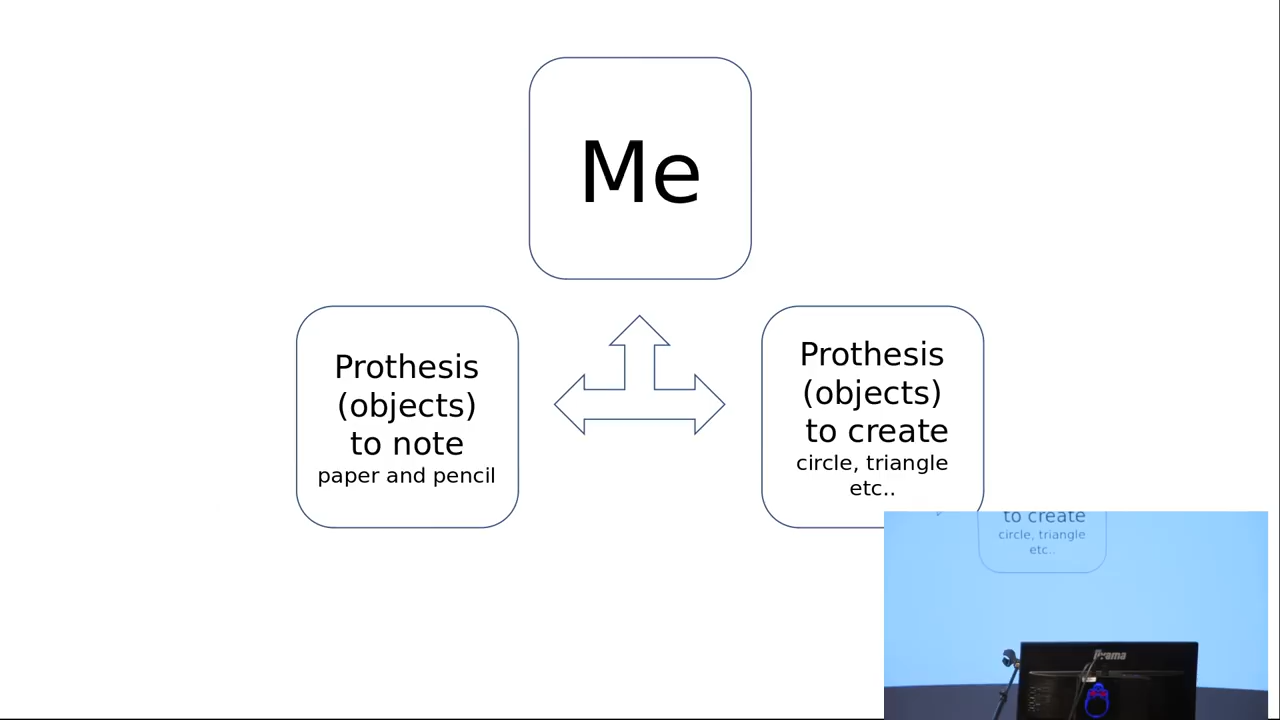 Me
Prothesis
(objects)
to note
paper and pencil
Prothesis
(objects)
to create
circle, triangle
etc..
to create
circle, triangle
etc..
iiyama